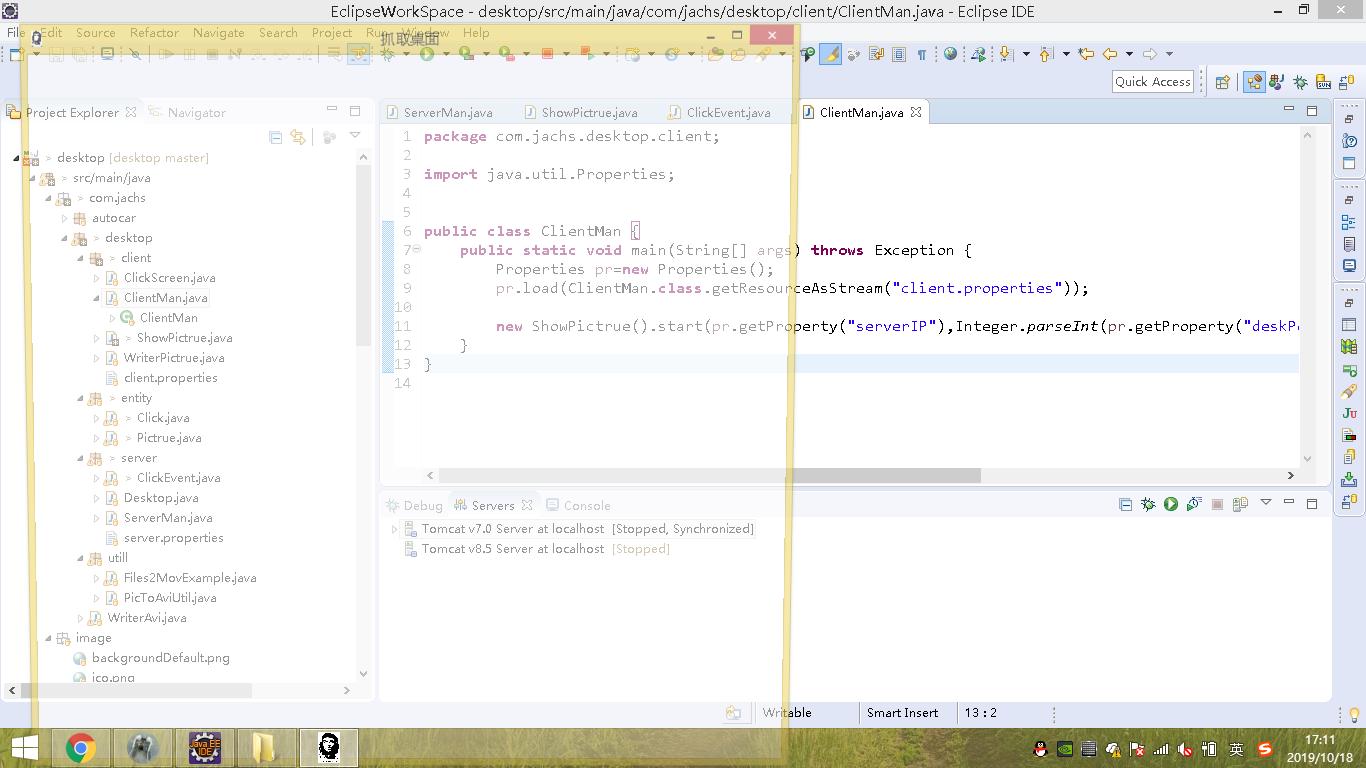 EclipseWorkSpace - desktop/src/main/java/com/jachs/desktop/client/ClientMan.java - Eclipse IDE
抓取桌面
File Edit Source Refactor Navigate Search Project Run Window Help
Quick Access
Project Explorer Navigator
ServerMan.java ShowPictrue.java ClickEvent.java ClientMan.java
desktop [desktop master]
src/main/java
com.jachs
autocar
desktop
client
ClickScreen.java
ClientMan.java
ClientMan
ShowPictrue.java
WriterPictrue.java
client.properties
entity
Click.java
Pictrue.java
server
ClickEvent.java
Desktop.java
ServerMan.java
server.properties
utill
Files2MovExample.java
PicToAviUtil.java
WriterAvi.java
image
backgroundDefault.png
ico.png
1 package com.jachs.desktop.client;
2
3 import java.util.Properties;
4
5
6 public class ClientMan {
7 public static void main(String[] args) throws Exception {
8 Properties pr=new Properties();
9 pr.load(ClientMan.class.getResourceAsStream("client.properties"));
10
11 new ShowPictrue().start(pr.getProperty("serverIP"),Integer.parseInt(pr.getProperty("deskP
12 }
13 }
14
Debug Servers Console
Tomcat v7.0 Server at localhost [Stopped, Synchronized]
Tomcat v8.5 Server at localhost [Stopped]
Writable Smart Insert 13 : 2
Java EE
IDE
英
17:11
2019/10/18